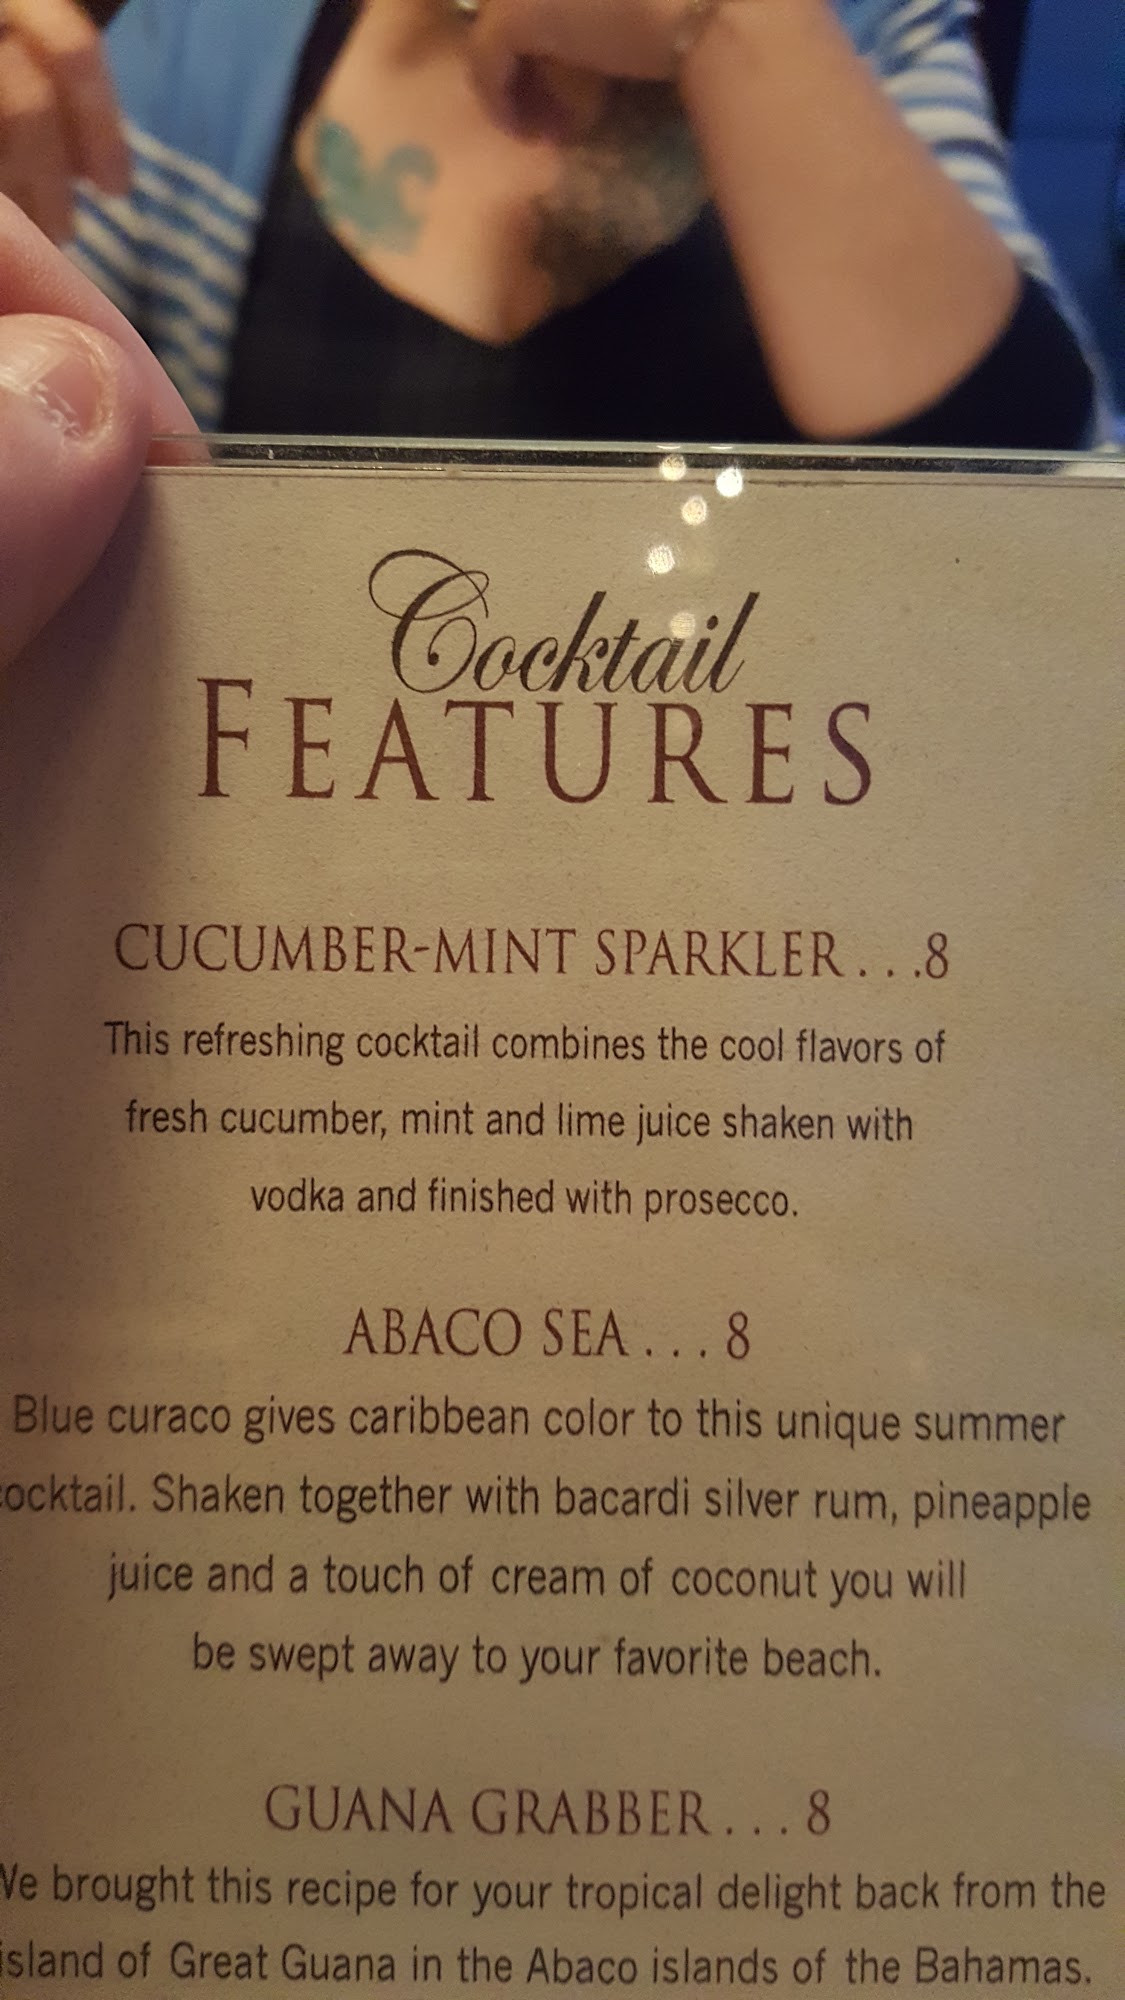 Cocktail
FEATURES
CUCUMBER-MINT SPARKLER...8
This refreshing cocktail combines the cool flavors of
fresh cucumber, mint and lime juice shaken with
vodka and finished with prosecco.
ABACO SEA... 8
Blue curaco gives caribbean color to this unique summer
cocktail. Shaken together with bacardi silver rum, pineapple
juice and a touch of cream of coconut you will
be swept away to your favorite beach.
GUANA GRABBER... 8
We brought this recipe for your tropical delight back from the
island of Great Guana in the Abaco islands of the Bahamas.